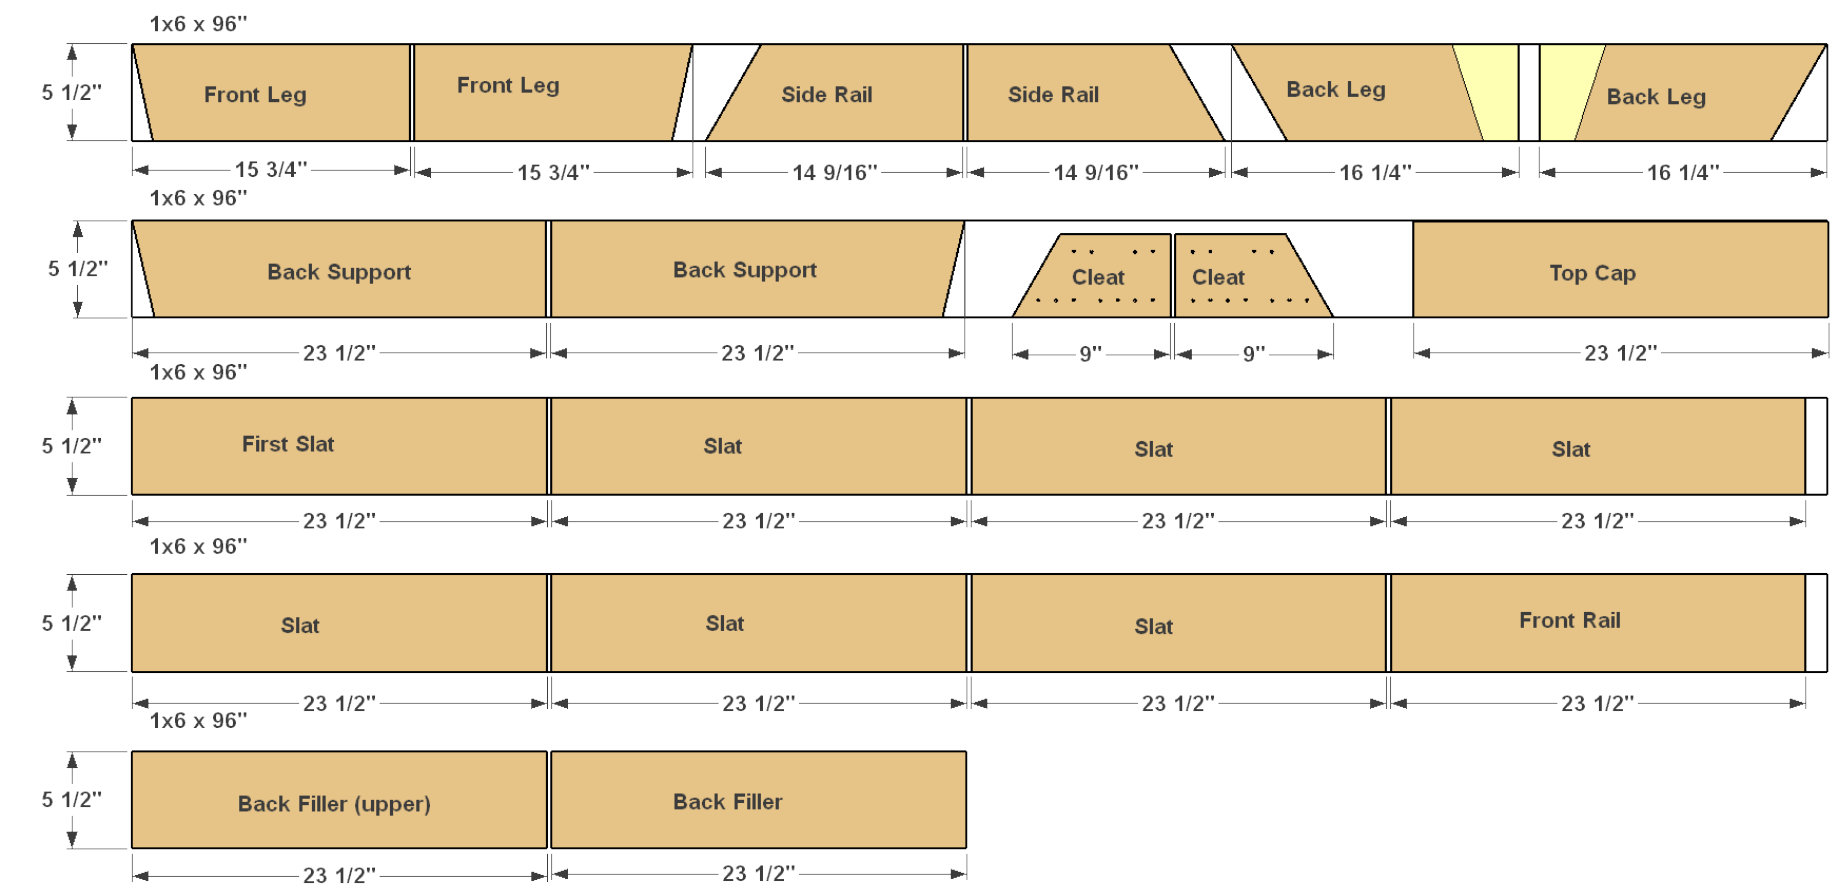 1x6 x 96"
5 1/2"
Front Leg
Front Leg
Side Rail
Side Rail
Back Leg
Back Leg
15 3/4"
15 3/4"
14 9/16"
14 9/16"
16 1/4"
16 1/4"
1x6 x 96"
5 1/2"
Back Support
Back Support
Cleat
Cleat
Top Cap
23 1/2"
23 1/2"
9"
9"
23 1/2"
1x6 x 96"
5 1/2"
First Slat
Slat
Slat
Slat
23 1/2"
23 1/2"
23 1/2"
23 1/2"
1x6 x 96"
5 1/2"
Slat
Slat
Slat
Front Rail
23 1/2"
23 1/2"
23 1/2"
23 1/2"
1x6 x 96"
5 1/2"
Back Filler (upper)
Back Filler
23 1/2"
23 1/2"